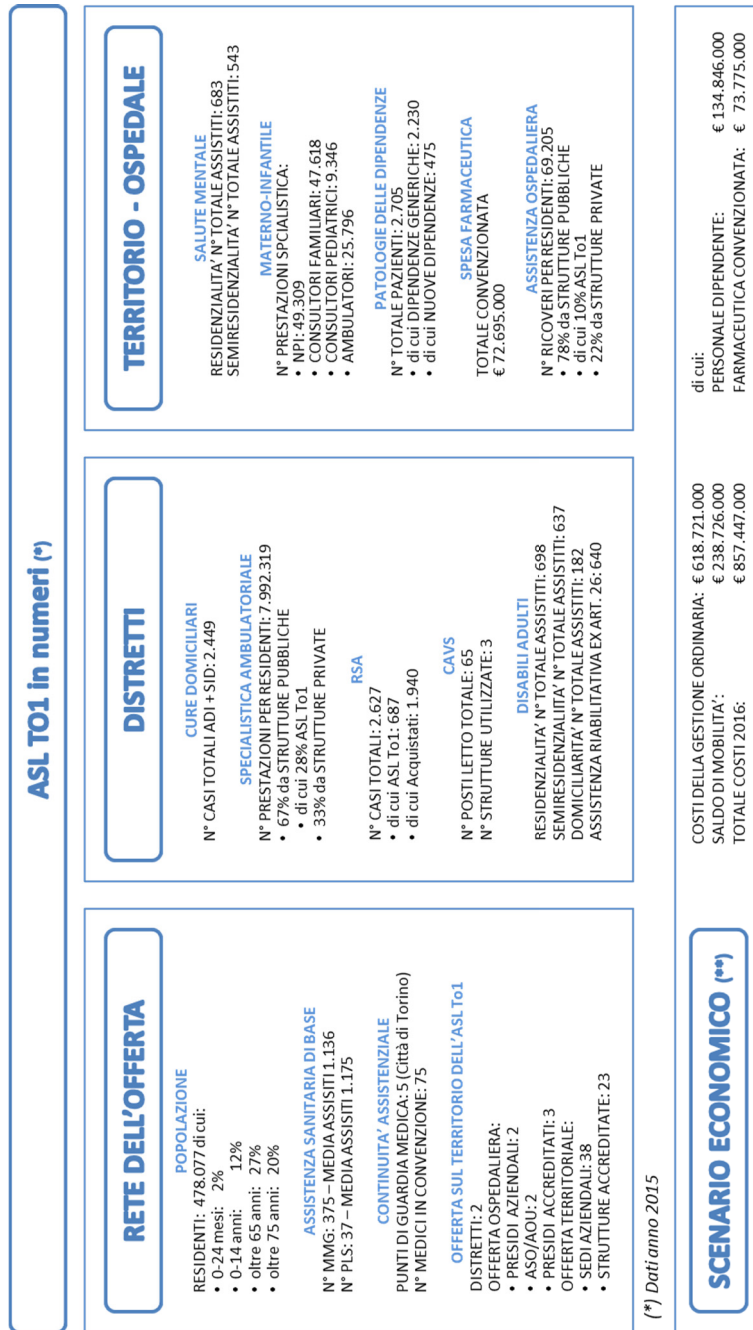 ASL TO1 in numeri (*)
RETE DELL'OFFERTA
POPOLAZIONE
RESIDENTI: 478.077 di cui:
• 0-24 mesi: 2%
• 0-14 anni: 12%
• oltre 65 anni: 27%
• oltre 75 anni: 20%
ASSISTENZA SANITARIA DI BASE
N° MMG: 375 – MEDIA ASSISITI 1.136
N° PLS: 37 – MEDIA ASSISITI 1.175
CONTINUITA' ASSISTENZIALE
PUNTI DI GUARDIA MEDICA: 5 (Città di Torino)
N° MEDICI IN CONVENZIONE: 75
OFFERTA SUL TERRITORIO DELL'ASL To1
DISTRETTI: 2
OFFERTA OSPEDALIERA:
• PRESIDI AZIENDALI: 2
• ASO/AOU: 2
• PRESIDI ACCREDITATI: 3
OFFERTA TERRITORIALE:
• SEDI AZIENDALI: 38
• STRUTTURE ACCREDITATE: 23
DISTRETTI
CURE DOMICILIARI
N° CASI TOTALI ADI + SID: 2.449
SPECIALISTICA AMBULATORIALE
N° PRESTAZIONI PER RESIDENTI: 7.992.319
• 67% da STRUTTURE PUBBLICHE
• di cui 28% ASL To1
• 33% da STRUTTURE PRIVATE
RSA
N° CASI TOTALI: 2.627
• di cui ASL To1: 687
• di cui Acquistati: 1.940
CAVS
N° POSTI LETTO TOTALE: 65
N° STRUTTURE UTILIZZATE: 3
DISABILI ADULTI
RESIDENZIALITA' N° TOTALE ASSISTITI: 698
SEMIRESIDENZIALIITA' N° TOTALE ASSISTITI: 637
DOMICILIARITA' N° TOTALE ASSISTITI: 182
ASSISTENZA RIABILITATIVA EX ART. 26: 640
TERRITORIO - OSPEDALE
SALUTE MENTALE
RESIDENZIALITA' N° TOTALE ASSISTITI: 683
SEMIRESIDENZIALITA' N° TOTALE ASSISTITI: 543
MATERNO-INFANTILE
N° PRESTAZIONI SPCIALISTICA:
• NPI: 49.309
• CONSULTORI FAMILIARI: 47.618
• CONSULTORI PEDIATRICI: 9.346
• AMBULATORI: 25.796
PATOLOGIE DELLE DIPENDENZE
N° TOTALE PAZIENTI: 2.705
• di cui DIPENDENZE GENERICHE: 2.230
• di cui NUOVE DIPENDENZE: 475
SPESA FARMACEUTICA
TOTALE CONVENZIONATA
€ 72.695.000
ASSISTENZA OSPEDALIERA
N° RICOVERI PER RESIDENTI: 69.205
• 78% da STRUTTURE PUBBLICHE
• di cui 10% ASL To1
• 22% da STRUTTURE PRIVATE
(*) Dati anno 2015
SCENARIO ECONOMICO (**)
COSTI DELLA GESTIONE ORDINARIA: € 618.721.000
SALDO DI MOBILITA': € 238.726.000
TOTALE COSTI 2016: € 857.447.000
di cui:
PERSONALE DIPENDENTE: € 134.846.000
FARMACEUTICA CONVENZIONATA: € 73.775.000